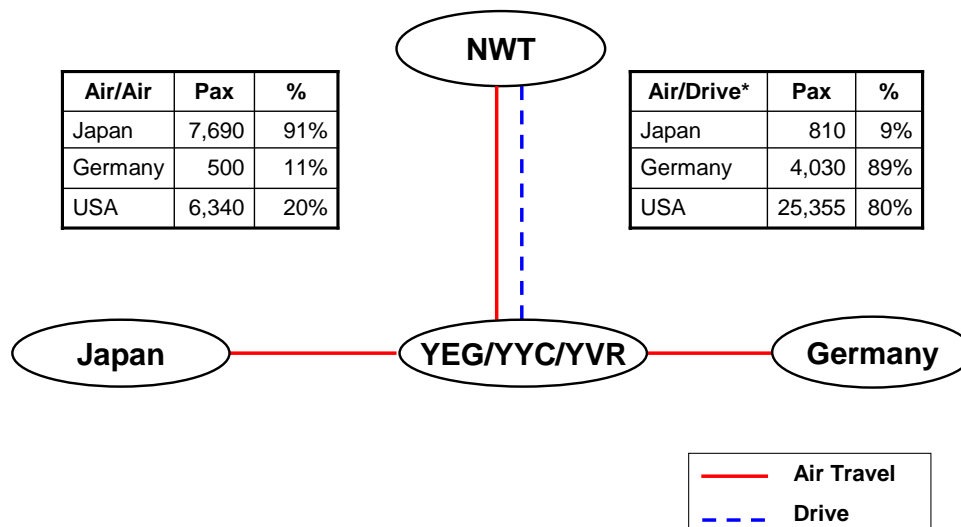 NWT
Air/Air Pax %
Japan 7,690 91%
Germany 500 11%
USA 6,340 20%
Air/Drive* Pax %
Japan 810 9%
Germany 4,030 89%
USA 25,355 80%
Japan
YEG/YYC/YVR
Germany
Air Travel
Drive